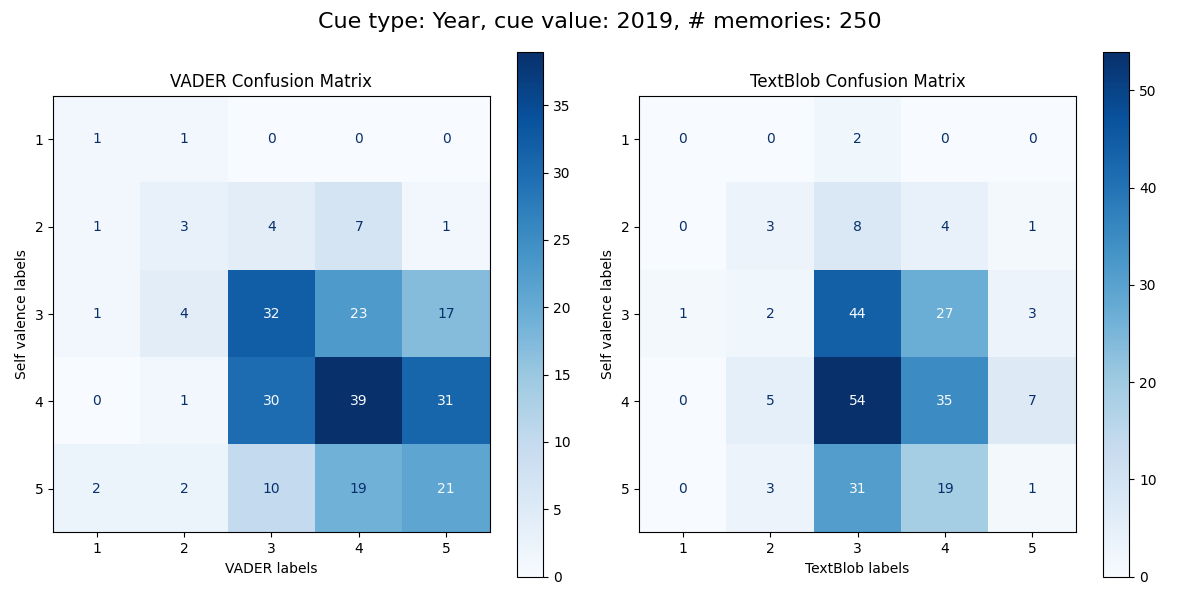 Cue type: Year, cue value: 2019, # memories: 250
VADER Confusion Matrix
Self valence labels
1 1 1 0 0 0
2 1 3 4 7 1
3 1 4 32 23 17
4 0 1 30 39 31
5 2 2 10 19 21
1 2 3 4 5
VADER labels
35
30
25
20
15
10
5
0
TextBlob Confusion Matrix
Self valence labels
1 0 0 2 0 0
2 0 3 8 4 1
3 1 2 44 27 3
4 0 5 54 35 7
5 0 3 31 19 1
1 2 3 4 5
TextBlob labels
50
40
30
20
10
0